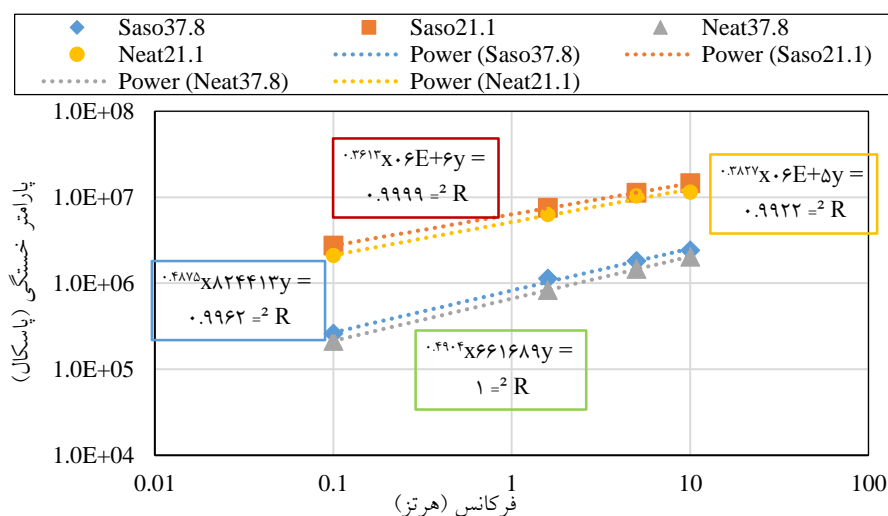 Saso37.8 Saso21.1 Neat37.8
Neat21.1 Power (Saso37.8) Power (Saso21.1)
Power (Neat37.8) Power (Neat21.1)
1.0E+08
1.0E+07
1.0E+06
1.0E+05
1.0E+04
پارامتر خستگی (پاسکال)
۰.۳۶۱۳x۰۶E+۶y =
۰.۹۹۹۹ =² R
۰.۳۸۲۷x۰۶E+۵y =
۰.۹۹۲۲ =² R
۰.۴۸۷۵x۸۲۴۴۱۳y =
۰.۹۹۶۲ =² R
۰.۴۹۰۴x۶۶۱۶۸۹y =
۱ =² R
0.01 0.1 1 10 100
فرکانس (هرتز)